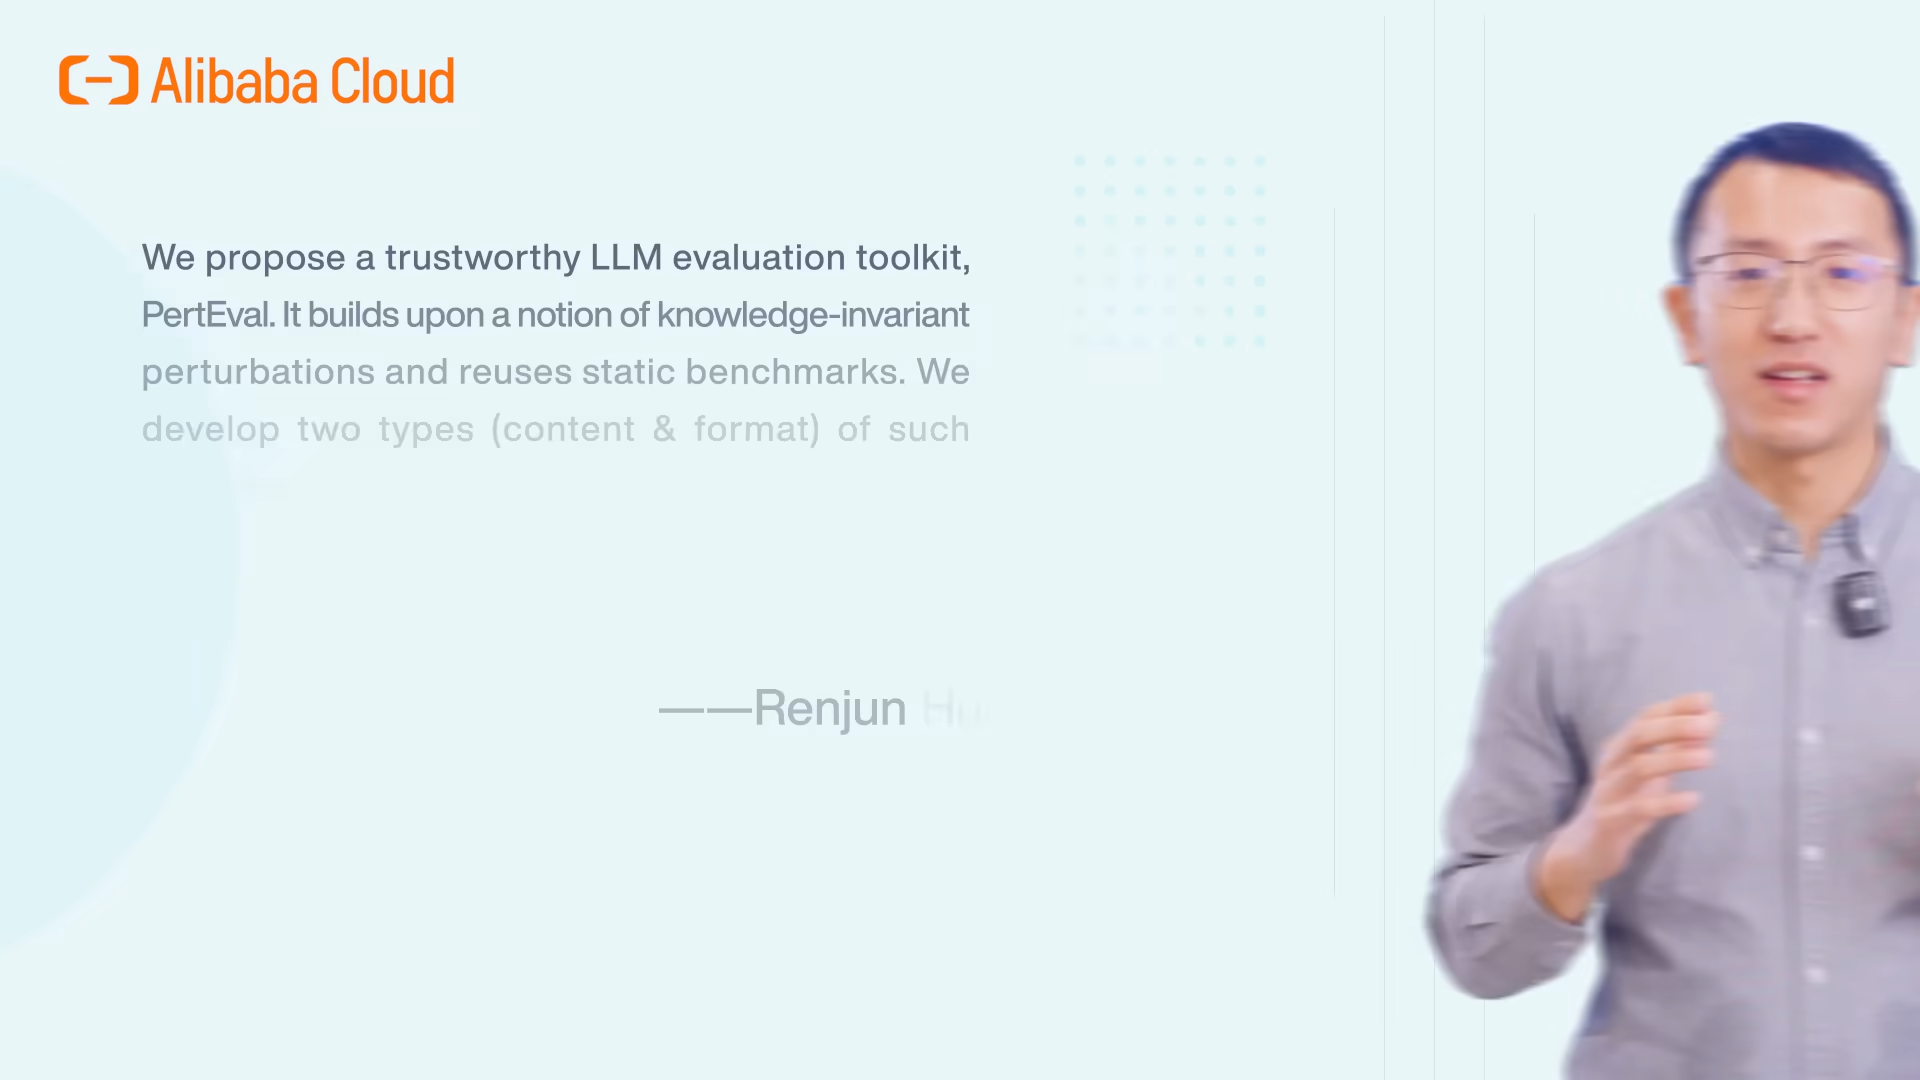 Alibaba Cloud
We propose a trustworthy LLM evaluation toolkit,
PertEval. It builds upon a notion of knowledge-invariant
perturbations and reuses static benchmarks. We
develop two types (content & format) of such
——Renjun